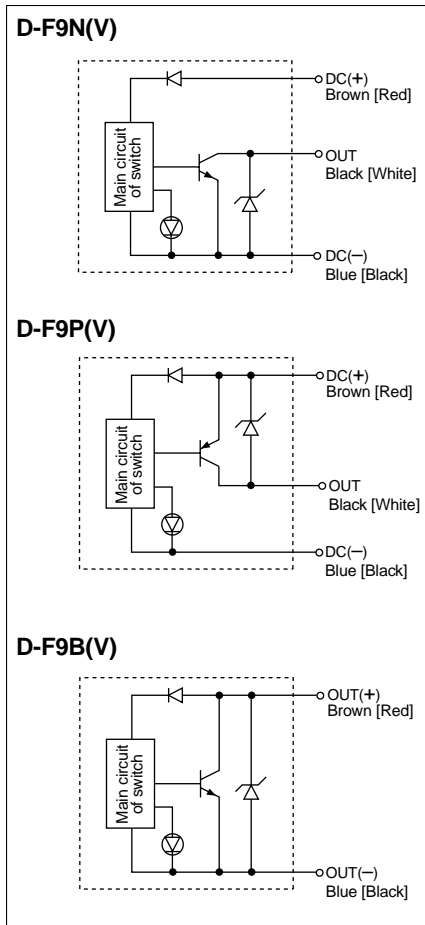 D-F9N(V)
DC(+)
Brown [Red]
Main circuit
of switch
OUT
Black [White]
DC(−)
Blue [Black]
D-F9P(V)
DC(+)
Brown [Red]
Main circuit
of switch
OUT
Black [White]
DC(−)
Blue [Black]
D-F9B(V)
OUT(+)
Brown [Red]
Main circuit
of switch
OUT(−)
Blue [Black]